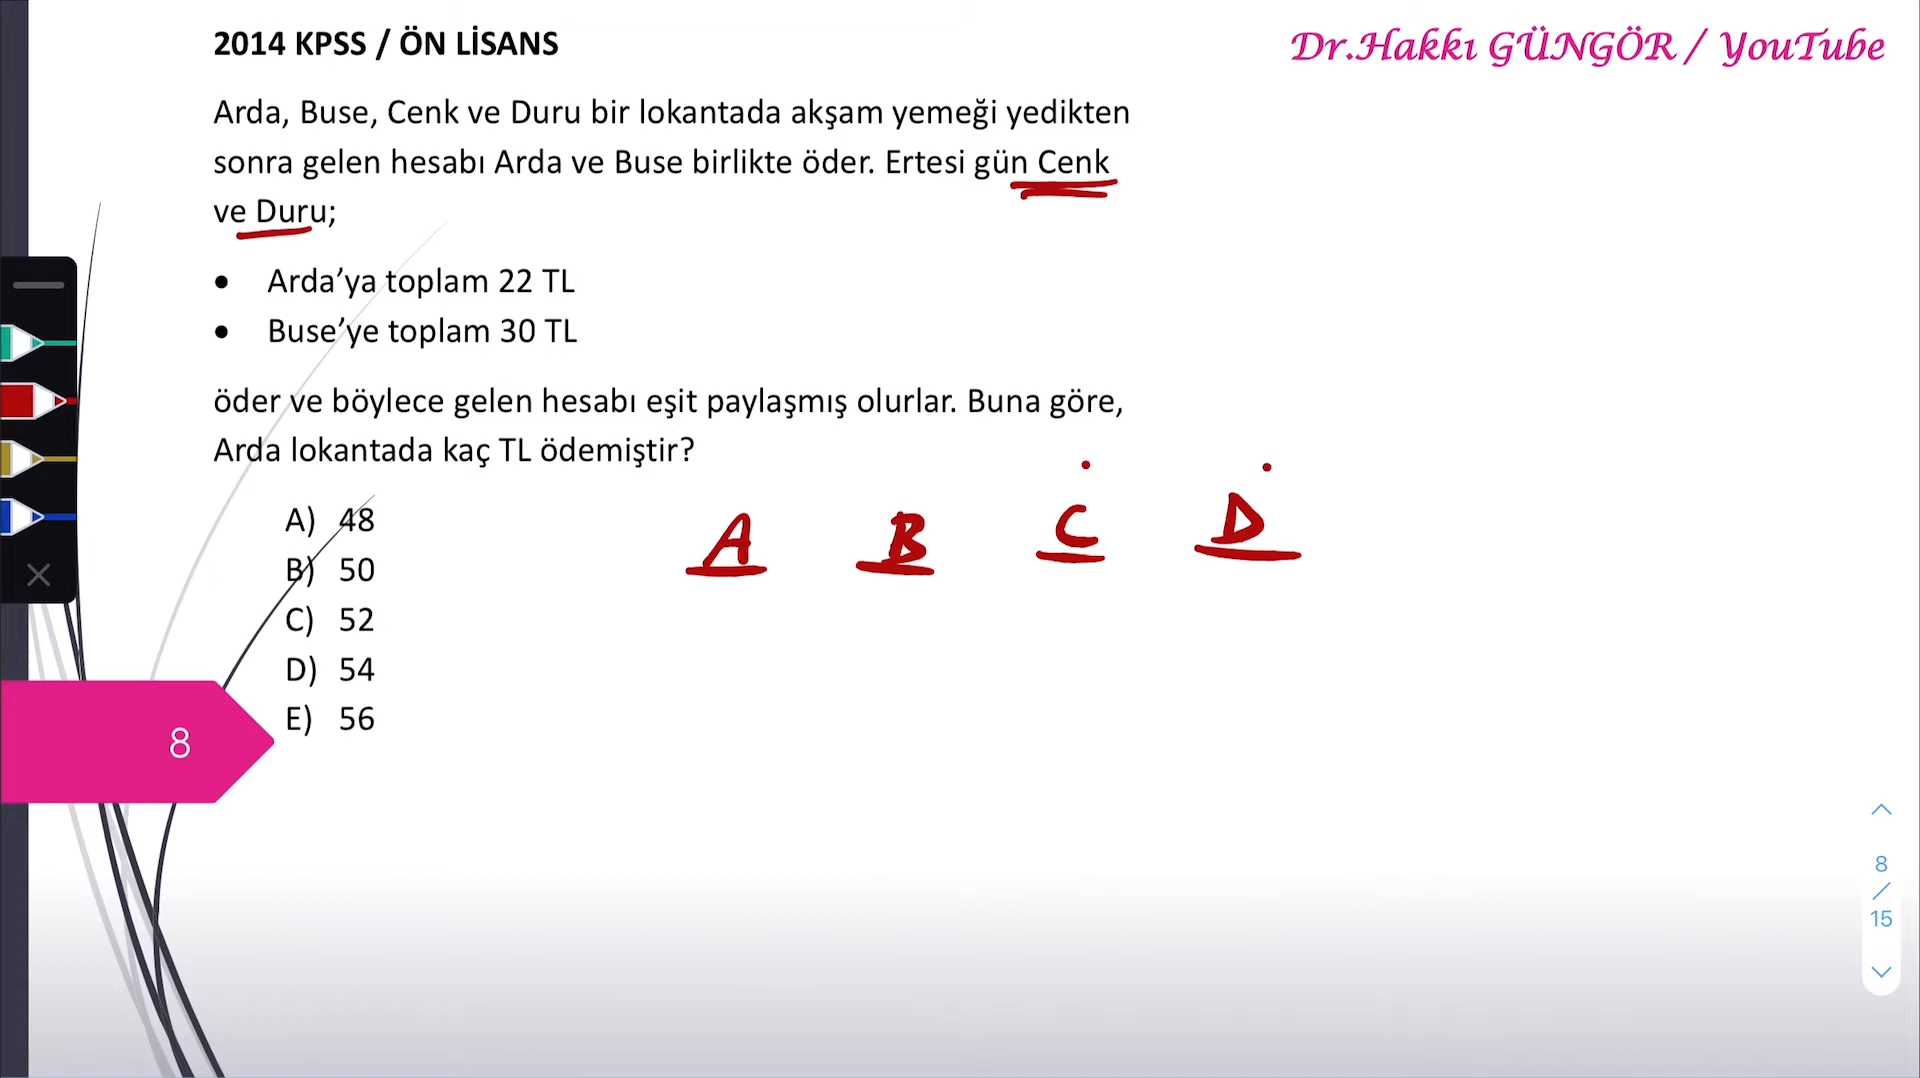 2014 KPSS / ÖN LİSANS
Dr.Hakkı GÜNGÖR / YouTube
Arda, Buse, Cenk ve Duru bir lokantada akşam yemeği yedikten
sonra gelen hesabı Arda ve Buse birlikte öder. Ertesi gün Cenk
ve Duru;
• Arda’ya toplam 22 TL
• Buse’ye toplam 30 TL
öder ve böylece gelen hesabı eşit paylaşmış olurlar. Buna göre,
Arda lokantada kaç TL ödemiştir?
A) 48
B) 50
C) 52
D) 54
E) 56
A B C D
8
8
/
15